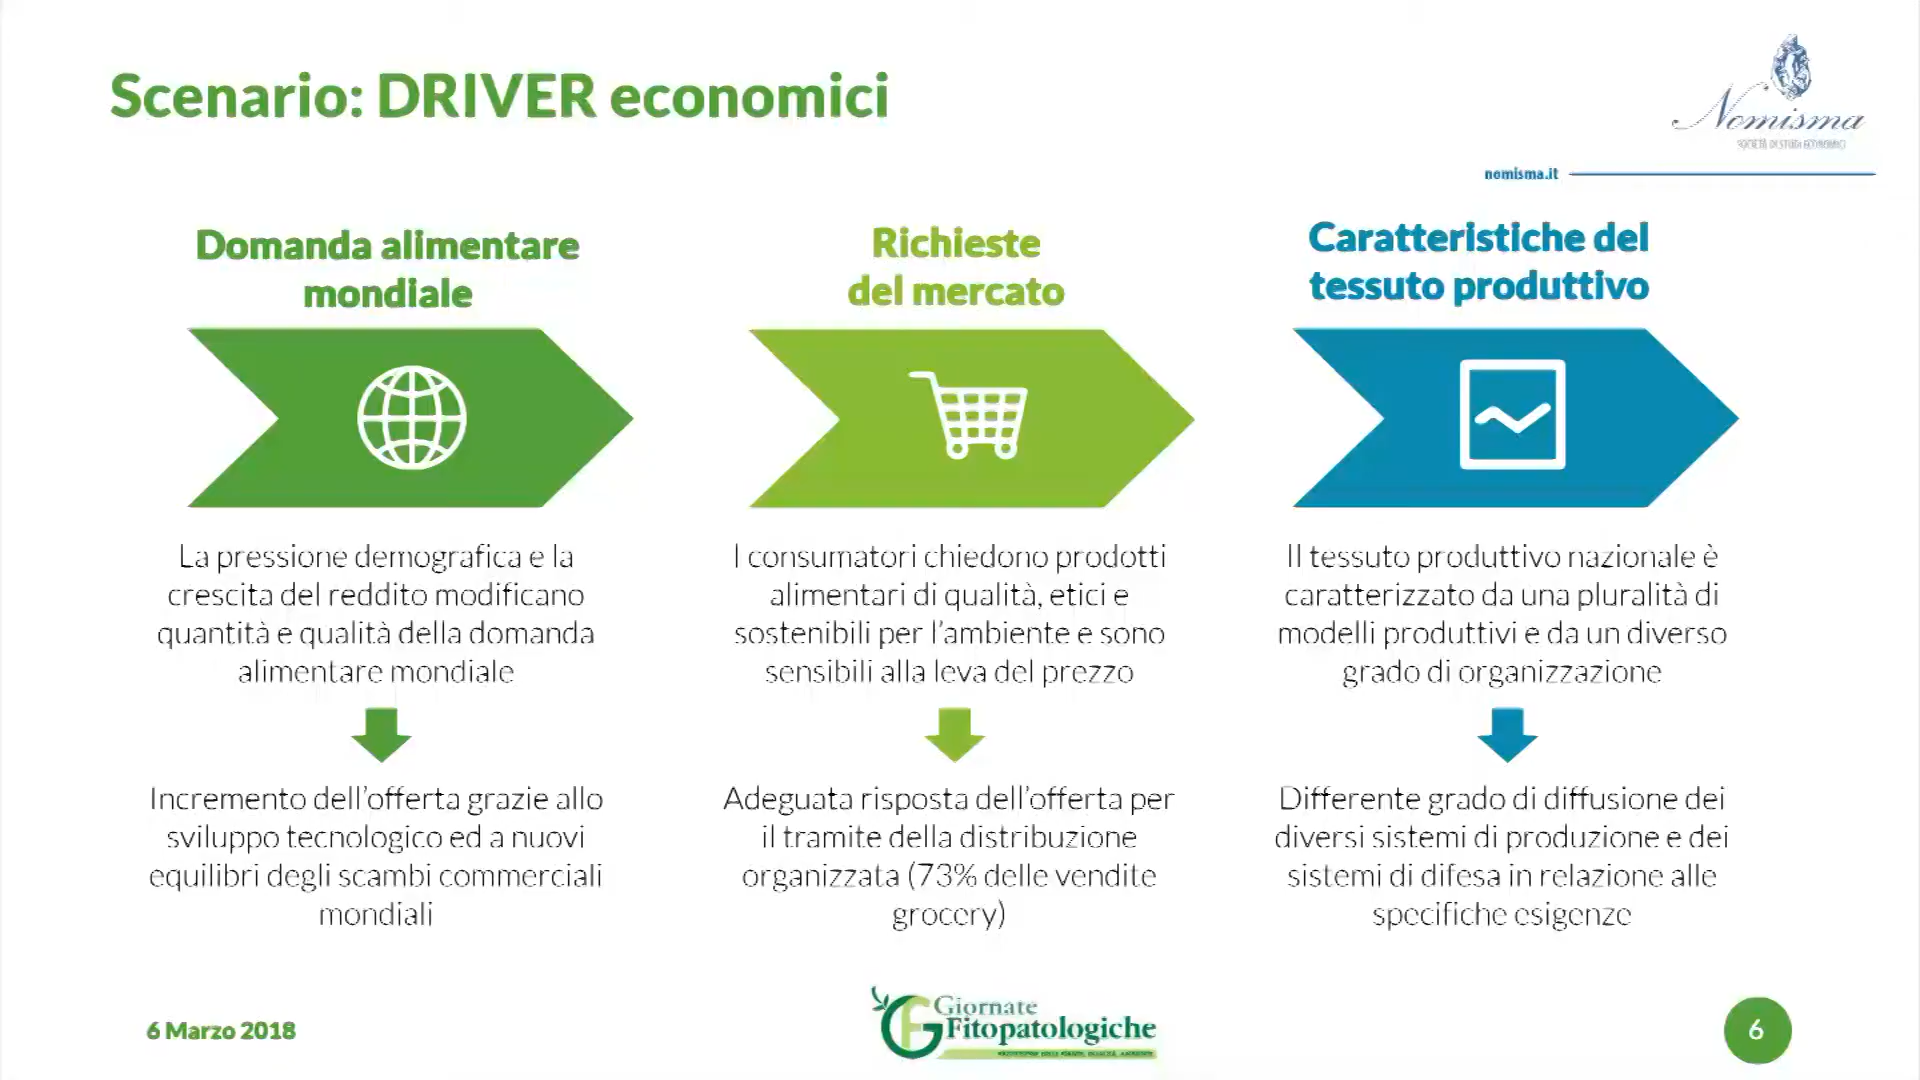 Scenario: DRIVER economici
Nomisma
SOCIETÀ DI STUDI ECONOMICI
nomisma.it
Domanda alimentare
mondiale
La pressione demografica e la
crescita del reddito modificano
quantità e qualità della domanda
alimentare mondiale
Incremento dell'offerta grazie allo
sviluppo tecnologico ed a nuovi
equilibri degli scambi commerciali
mondiali
Richieste
del mercato
I consumatori chiedono prodotti
alimentari di qualità, etici e
sostenibili per l'ambiente e sono
sensibili alla leva del prezzo
Adeguata risposta dell'offerta per
il tramite della distribuzione
organizzata (73% delle vendite
grocery)
Caratteristiche del
tessuto produttivo
Il tessuto produttivo nazionale è
caratterizzato da una pluralità di
modelli produttivi e da un diverso
grado di organizzazione
Differente grado di diffusione dei
diversi sistemi di produzione e dei
sistemi di difesa in relazione alle
specifiche esigenze
6 Marzo 2018
Giornate
Fitopatologiche
6